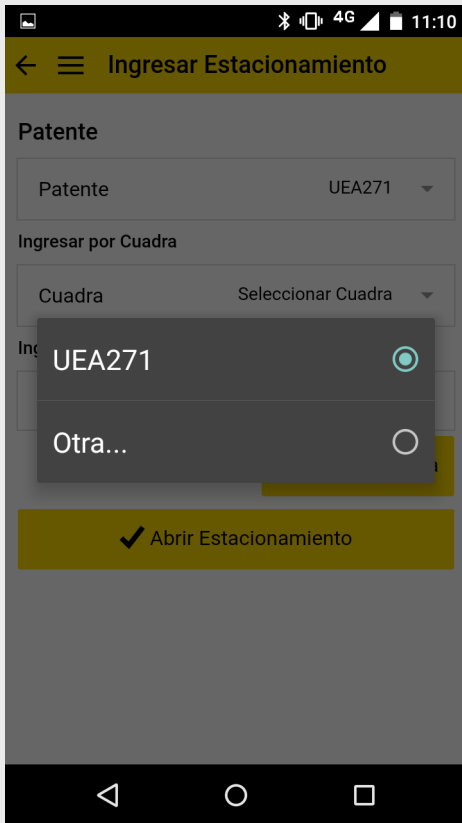 4G 11:10
Ingresar Estacionamiento
Patente
Patente UEA271
Ingresar por Cuadra
Cuadra Seleccionar Cuadra
UEA271
Otra...
Abrir Estacionamiento